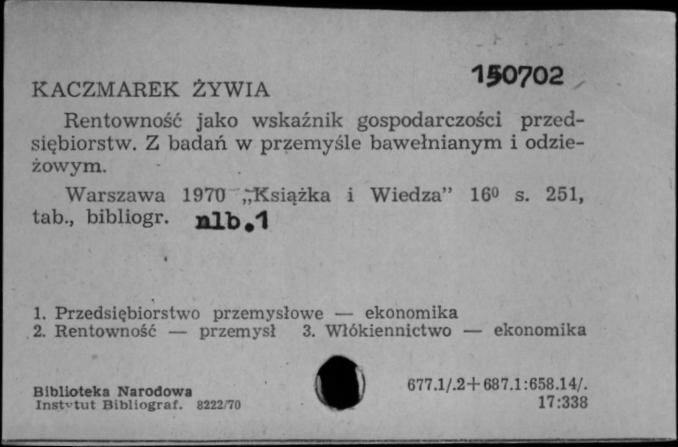 150702
KACZMAREK ŻYWIA
Rentowność jako wskaźnik gospodarczości przed-
siębiorstw. Z badań w przemyśle bawełnianym i odzie-
żowym.
Warszawa 1970 „Książka i Wiedza” 16⁰ s. 251,
tab., bibliogr. nlb.1
1. Przedsiębiorstwo przemysłowe — ekonomika
2. Rentowność — przemysł 3. Włókiennictwo — ekonomika
Biblioteka Narodowa 677.1/.2+687.1:658.14/.
Instytut Bibliograf. 8222/70 17:338